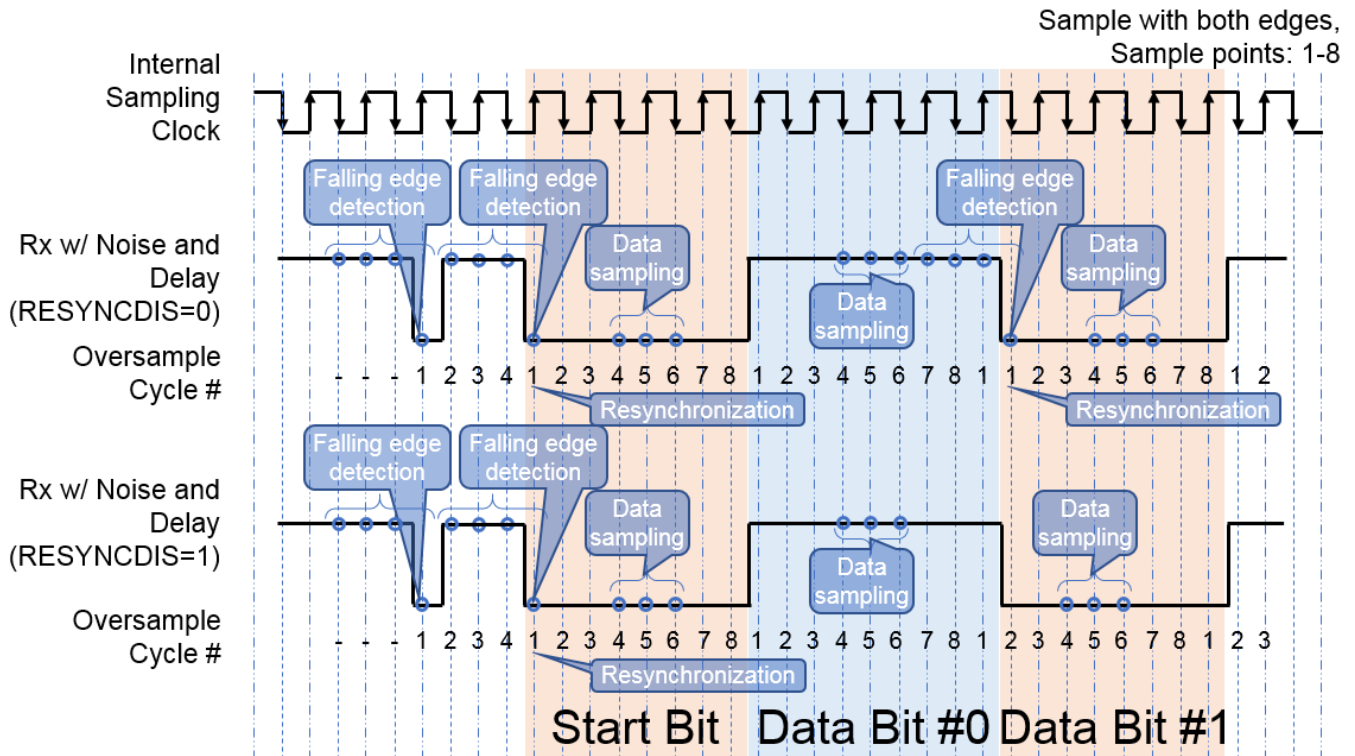 Sample with both edges,
Sample points: 1-8
Internal
Sampling
Clock
Falling edge
detection
Falling edge
detection
Falling edge
detection
Rx w/ Noise and
Delay
(RESYNCDIS=0)
Data
sampling
Data
sampling
Data
sampling
Oversample
Cycle #
- - - 1 2 3 4 1 2 3 4 5 6 7 8 1 2 3 4 5 6 7 8 1 1 2 3 4 5 6 7 8 1 2
Resynchronization
Resynchronization
Falling edge
detection
Falling edge
detection
Rx w/ Noise and
Delay
(RESYNCDIS=1)
Data
sampling
Data
sampling
Data
sampling
Oversample
Cycle #
- - - 1 2 3 4 1 2 3 4 5 6 7 8 1 2 3 4 5 6 7 8 1 2 3 4 5 6 7 8 1 2 3
Resynchronization
Start Bit
Data Bit #0
Data Bit #1